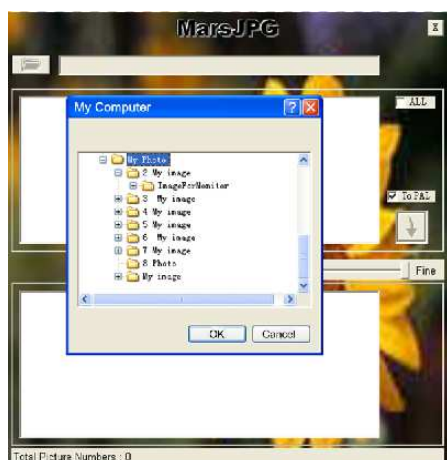 MarsJPG
X
ALL
My Computer
? X
My Photo
2 My image
ImageForMonitor
3 My image
To PAL
4 My image
5 My image
6 My image
7 My image
8 Photo
My image
Fine
OK
Cancel
Total Picture Numbers : 0